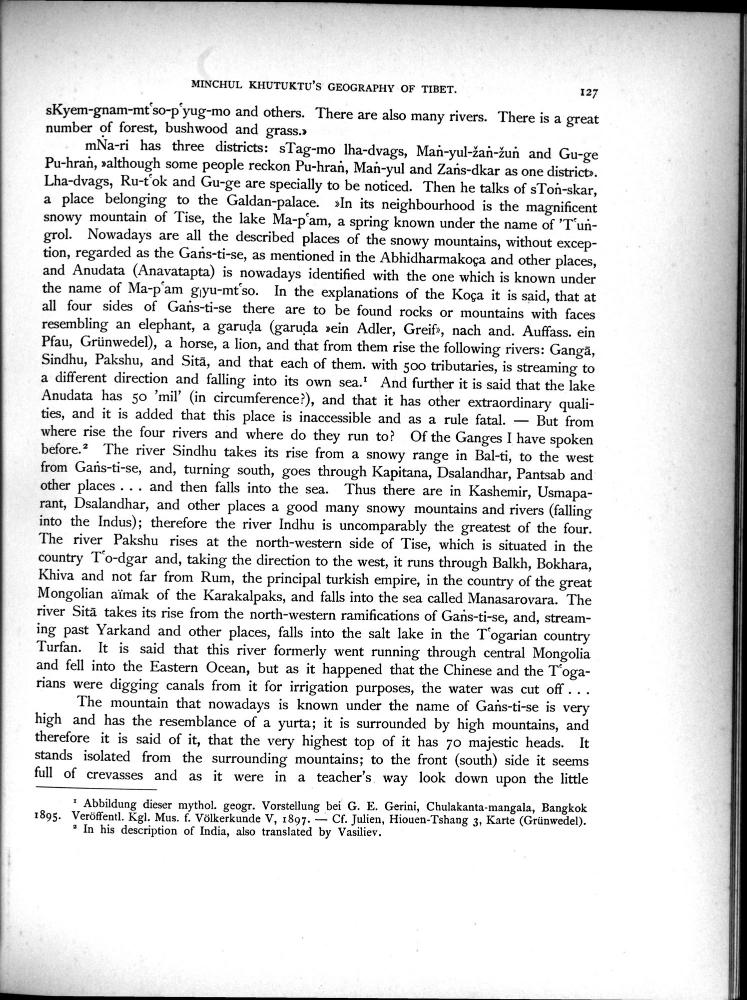 MINCHUL KHUTUKTU'S GEOGRAPHY OF TIBET.
127
sKyem-gnam-mtʿso-pʿyug-mo and others. There are also many rivers. There is a great
number of forest, bushwood and grass.»
mṄa-ri has three districts: sTag-mo lha-dvags, Maṅ-yul-žaṅ-žuṅ and Gu-ge
Pu-hraṅ, »although some people reckon Pu-hraṅ, Maṅ-yul and Zaṅs-dkar as one district».
Lha-dvags, Ru-tʿok and Gu-ge are specially to be noticed. Then he talks of sToṅ-skar,
a place belonging to the Galdan-palace. »In its neighbourhood is the magnificent
snowy mountain of Tise, the lake Ma-pʿam, a spring known under the name of 'Tʿuṅ-
grol. Nowadays are all the described places of the snowy mountains, without excep-
tion, regarded as the Gaṅs-ti-se, as mentioned in the Abhidharmakoça and other places,
and Anudata (Anavatapta) is nowadays identified with the one which is known under
the name of Ma-pʿam gıyu-mtʿso. In the explanations of the Koça it is said, that at
all four sides of Gaṅs-ti-se there are to be found rocks or mountains with faces
resembling an elephant, a garuḍa (garuḍa »ein Adler, Greif», nach and. Auffass. ein
Pfau, Grünwedel), a horse, a lion, and that from them rise the following rivers: Gangā,
Sindhu, Pakshu, and Sitā, and that each of them. with 500 tributaries, is streaming to
a different direction and falling into its own sea.¹ And further it is said that the lake
Anudata has 50 'mil' (in circumference?), and that it has other extraordinary quali-
ties, and it is added that this place is inaccessible and as a rule fatal. — But from
where rise the four rivers and where do they run to? Of the Ganges I have spoken
before.² The river Sindhu takes its rise from a snowy range in Bal-ti, to the west
from Gaṅs-ti-se, and, turning south, goes through Kapitana, Dsalandhar, Pantsab and
other places . . . and then falls into the sea. Thus there are in Kashemir, Usmapa-
rant, Dsalandhar, and other places a good many snowy mountains and rivers (falling
into the Indus); therefore the river Indhu is uncomparably the greatest of the four.
The river Pakshu rises at the north-western side of Tise, which is situated in the
country Tʿo-dgar and, taking the direction to the west, it runs through Balkh, Bokhara,
Khiva and not far from Rum, the principal turkish empire, in the country of the great
Mongolian aïmak of the Karakalpaks, and falls into the sea called Manasarovara. The
river Sitā takes its rise from the north-western ramifications of Gaṅs-ti-se, and, stream-
ing past Yarkand and other places, falls into the salt lake in the Tʿogarian country
Turfan. It is said that this river formerly went running through central Mongolia
and fell into the Eastern Ocean, but as it happened that the Chinese and the Tʿoga-
rians were digging canals from it for irrigation purposes, the water was cut off . . .
The mountain that nowadays is known under the name of Gaṅs-ti-se is very
high and has the resemblance of a yurta; it is surrounded by high mountains, and
therefore it is said of it, that the very highest top of it has 70 majestic heads. It
stands isolated from the surrounding mountains; to the front (south) side it seems
full of crevasses and as it were in a teacher's way look down upon the little
¹ Abbildung dieser mythol. geogr. Vorstellung bei G. E. Gerini, Chulakanta-mangala, Bangkok
1895. Veröffentl. Kgl. Mus. f. Völkerkunde V, 1897. — Cf. Julien, Hiouen-Tshang 3, Karte (Grünwedel).
² In his description of India, also translated by Vasiliev.